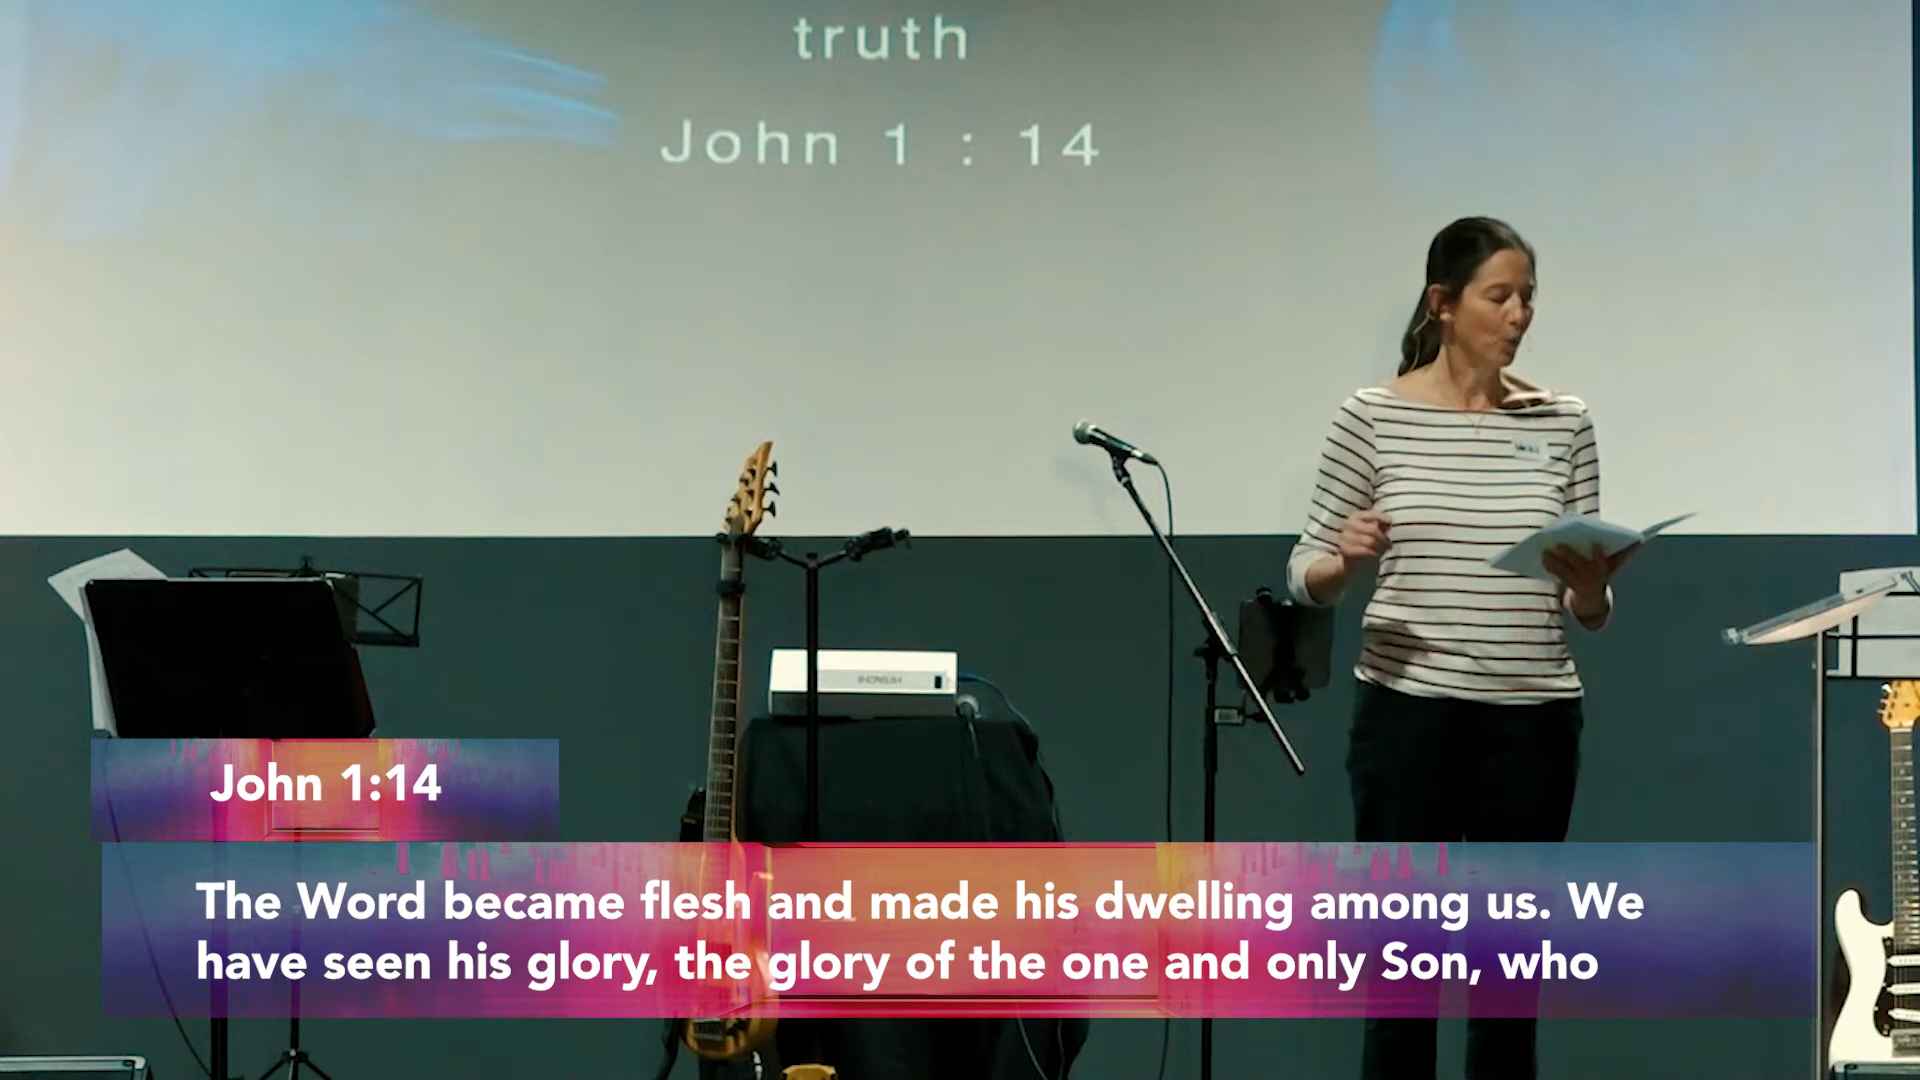 truth
John 1 : 14
HITACHI
John 1:14
The Word became flesh and made his dwelling among us. We
have seen his glory, the glory of the one and only Son, who